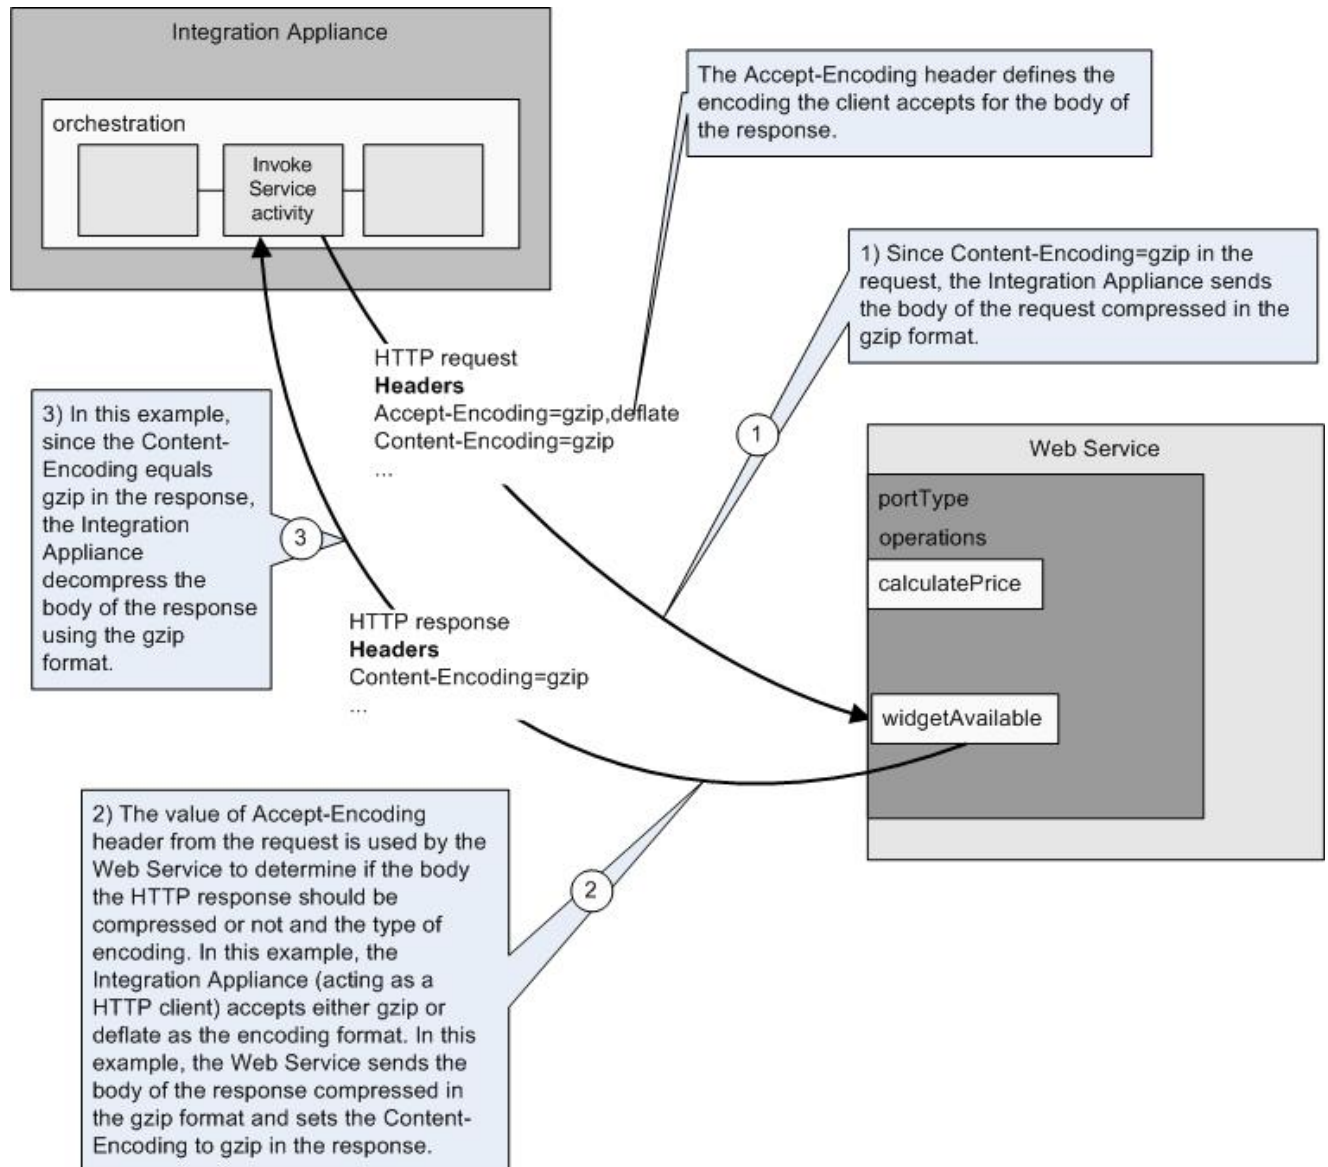 Integration Appliance
orchestration
Invoke
Service
activity
The Accept-Encoding header defines the
encoding the client accepts for the body of
the response.
1) Since Content-Encoding=gzip in the
request, the Integration Appliance sends
the body of the request compressed in the
gzip format.
HTTP request
Headers
Accept-Encoding=gzip,deflate
Content-Encoding=gzip
...
1
3) In this example,
since the Content-
Encoding equals
gzip in the response,
the Integration
Appliance
decompress the
body of the response
using the gzip
format.
3
Web Service
portType
operations
calculatePrice
widgetAvailable
HTTP response
Headers
Content-Encoding=gzip
...
2) The value of Accept-Encoding
header from the request is used by the
Web Service to determine if the body
the HTTP response should be
compressed or not and the type of
encoding. In this example, the
Integration Appliance (acting as a
HTTP client) accepts either gzip or
deflate as the encoding format. In this
example, the Web Service sends the
body of the response compressed in
the gzip format and sets the Content-
Encoding to gzip in the response.
2